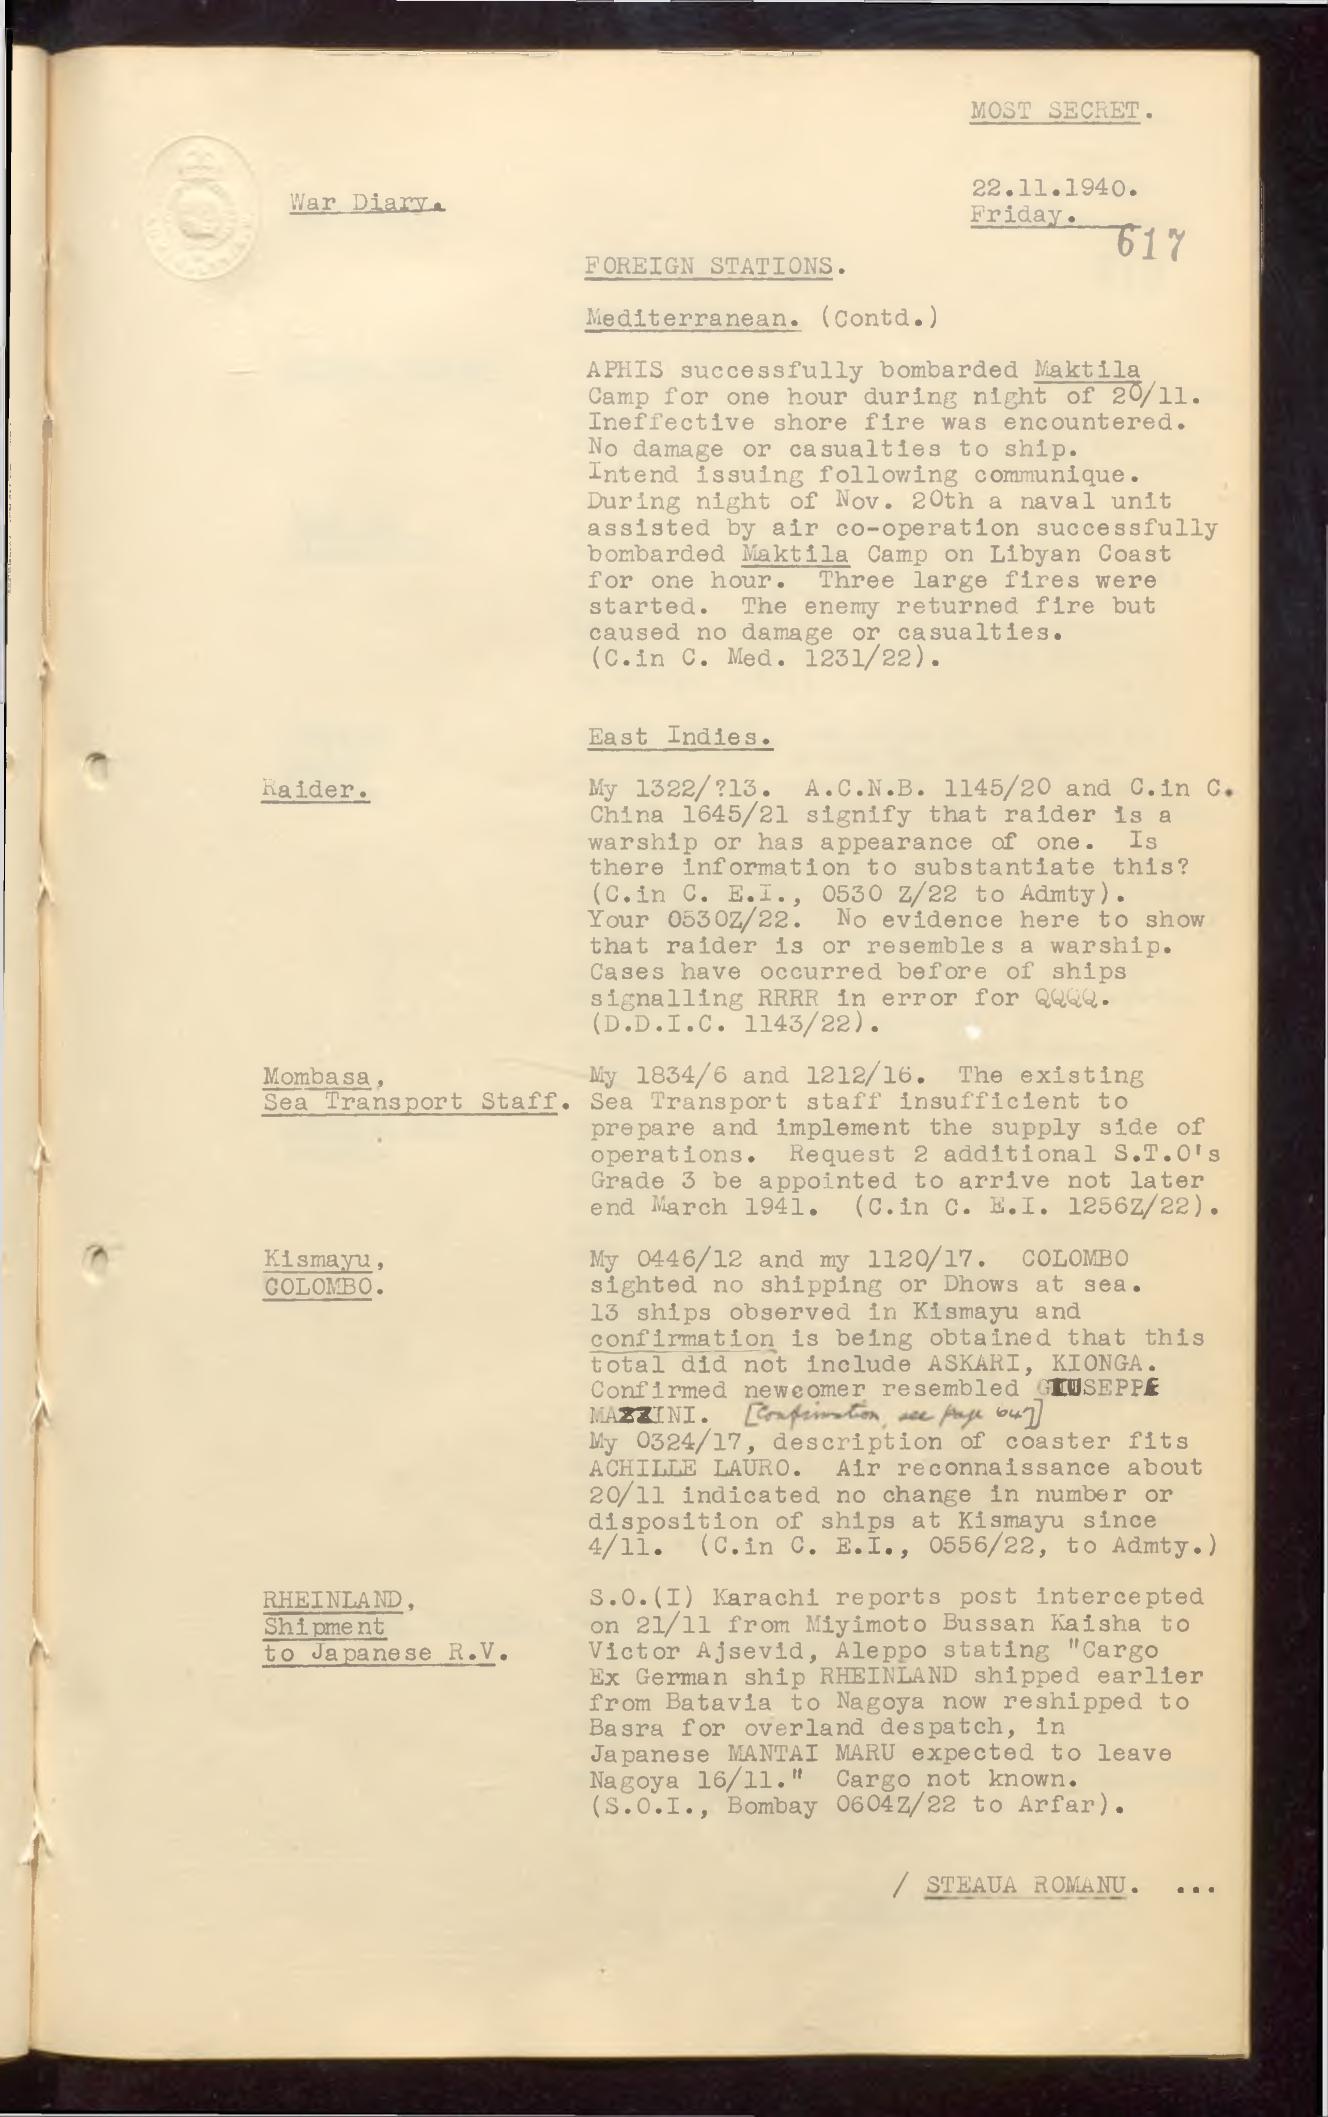 MOST SECRET.
22.11.1940.
War Diary.
Friday.
617
FOREIGN STATIONS.
Mediterranean. (Contd.)
APHIS successfully bombarded Maktila
Camp for one hour during night of 20/11.
Ineffective shore fire was encountered.
No damage or casualties to ship.
Intend issuing following communique.
During night of Nov. 20th a naval unit
assisted by air co-operation successfully
bombarded Maktila Camp on Libyan Coast
for one hour. Three large fires were
started. The enemy returned fire but
caused no damage or casualties.
(C.in C. Med. 1231/22).
East Indies.
Raider. My 1322/?13. A.C.N.B. 1145/20 and C.in C.
China 1645/21 signify that raider is a
warship or has appearance of one. Is
there information to substantiate this?
(C.in C. E.I., 0530 Z/22 to Admty).
Your 0530Z/22. No evidence here to show
that raider is or resembles a warship.
Cases have occurred before of ships
signalling RRRR in error for QQQQ.
(D.D.I.C. 1143/22).
Mombasa, My 1834/6 and 1212/16. The existing
Sea Transport Staff. Sea Transport staff insufficient to
prepare and implement the supply side of
operations. Request 2 additional S.T.O's
Grade 3 be appointed to arrive not later
end March 1941. (C.in C. E.I. 1256Z/22).
Kismayu, My 0446/12 and my 1120/17. COLOMBO
COLOMBO. sighted no shipping or Dhows at sea.
13 ships observed in Kismayu and
confirmation is being obtained that this
total did not include ASKARI, KIONGA.
Confirmed newcomer resembled GIUSEPPE
MAZZINI. [Confirmation, see page 647]
My 0324/17, description of coaster fits
ACHILLE LAURO. Air reconnaissance about
20/11 indicated no change in number or
disposition of ships at Kismayu since
4/11. (C.in C. E.I., 0556/22, to Admty.)
RHEINLAND, S.O.(I) Karachi reports post intercepted
Shipment on 21/11 from Miyimoto Bussan Kaisha to
to Japanese R.V. Victor Ajsevid, Aleppo stating "Cargo
Ex German ship RHEINLAND shipped earlier
from Batavia to Nagoya now reshipped to
Basra for overland despatch, in
Japanese MANTAI MARU expected to leave
Nagoya 16/11." Cargo not known.
(S.O.I., Bombay 0604Z/22 to Arfar).
/ STEAUA ROMANU. ...